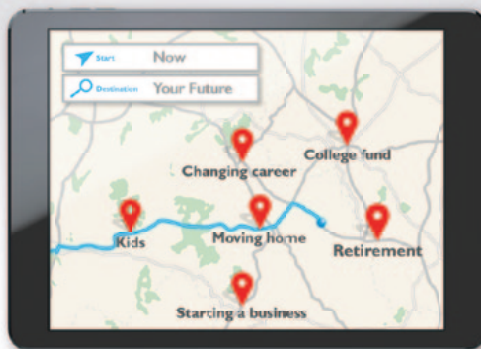 Start Now
Destination Your Future
College fund
Changing career
Kids
Moving home
Retirement
Starting a business